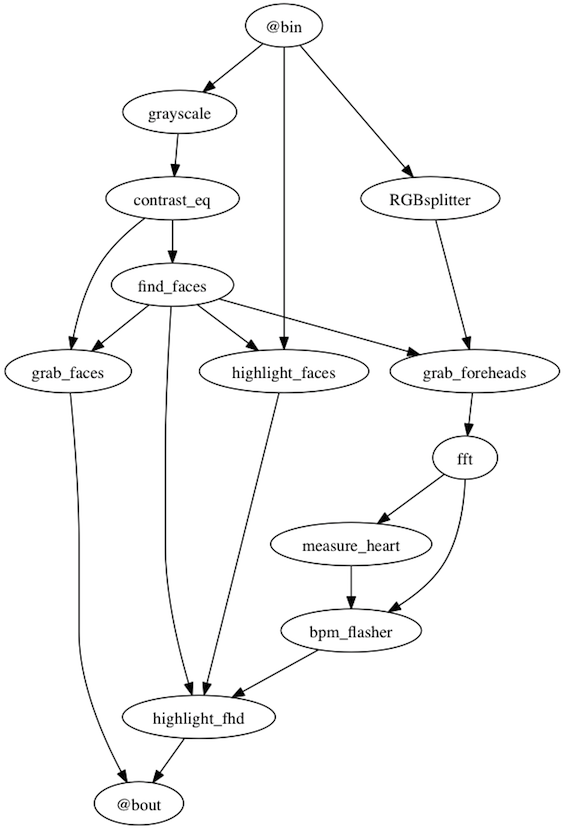 @bin
grayscale
contrast_eq
RGBsplitter
find_faces
grab_faces
highlight_faces
grab_foreheads
fft
measure_heart
bpm_flasher
highlight_fhd
@bout